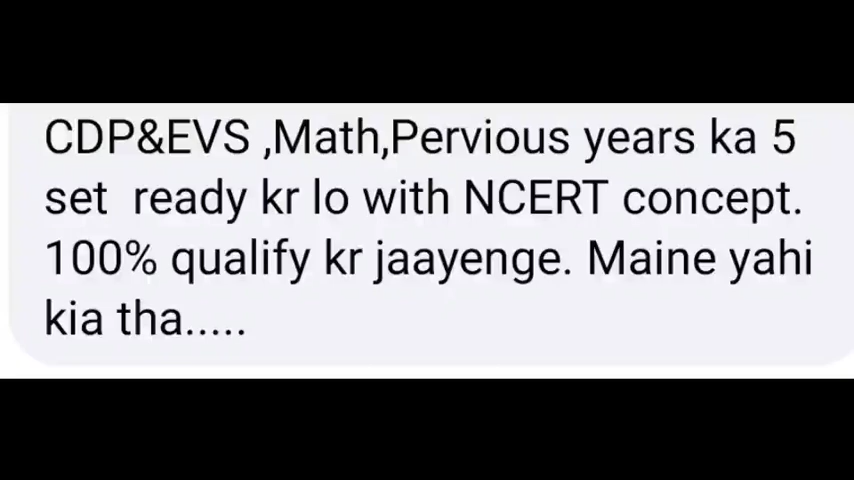 CDP&EVS ,Math,Pervious years ka 5
set  ready kr lo with NCERT concept.
100% qualify kr jaayenge. Maine yahi
kia tha.....